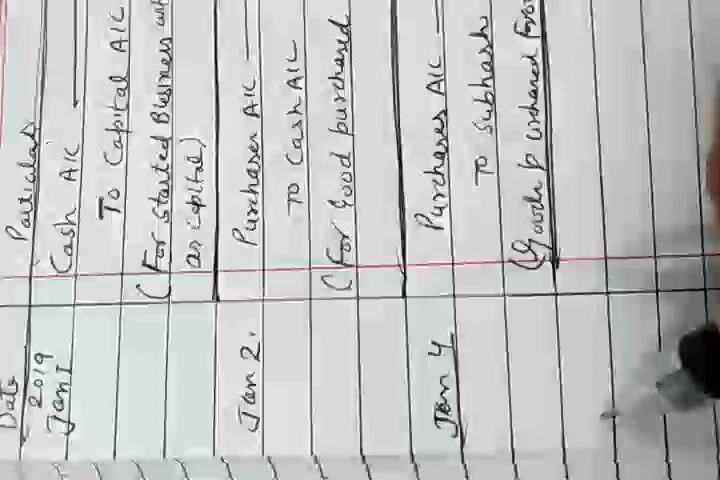 Date Particulars
2019
Jan 1 Cash A/C
To Capital A/C
(For Started Business
as capital)
Jan 2. Purchases A/C
To Cash A/C
(For Good purchased
Jan 4 Purchases A/C
To Subhash
(Goods purchased From